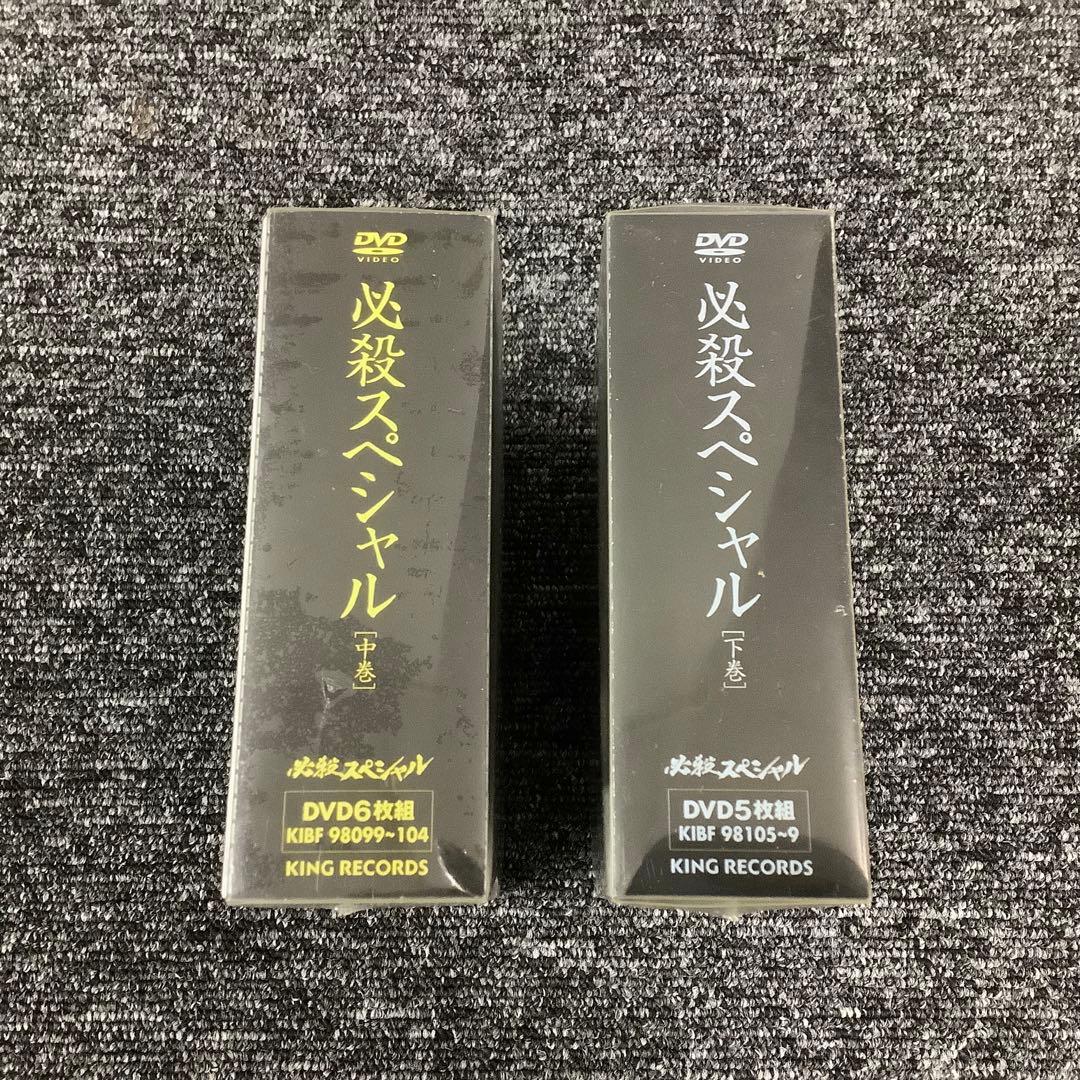 DVD
VIDEO
必殺スペシャル
[中巻]
必殺スペシャル
DVD6枚組
KIBF 98099~104
KING RECORDS
DVD
VIDEO
必殺スペシャル
[下巻]
必殺スペシャル
DVD5枚組
KIBF 98105~9
KING RECORDS